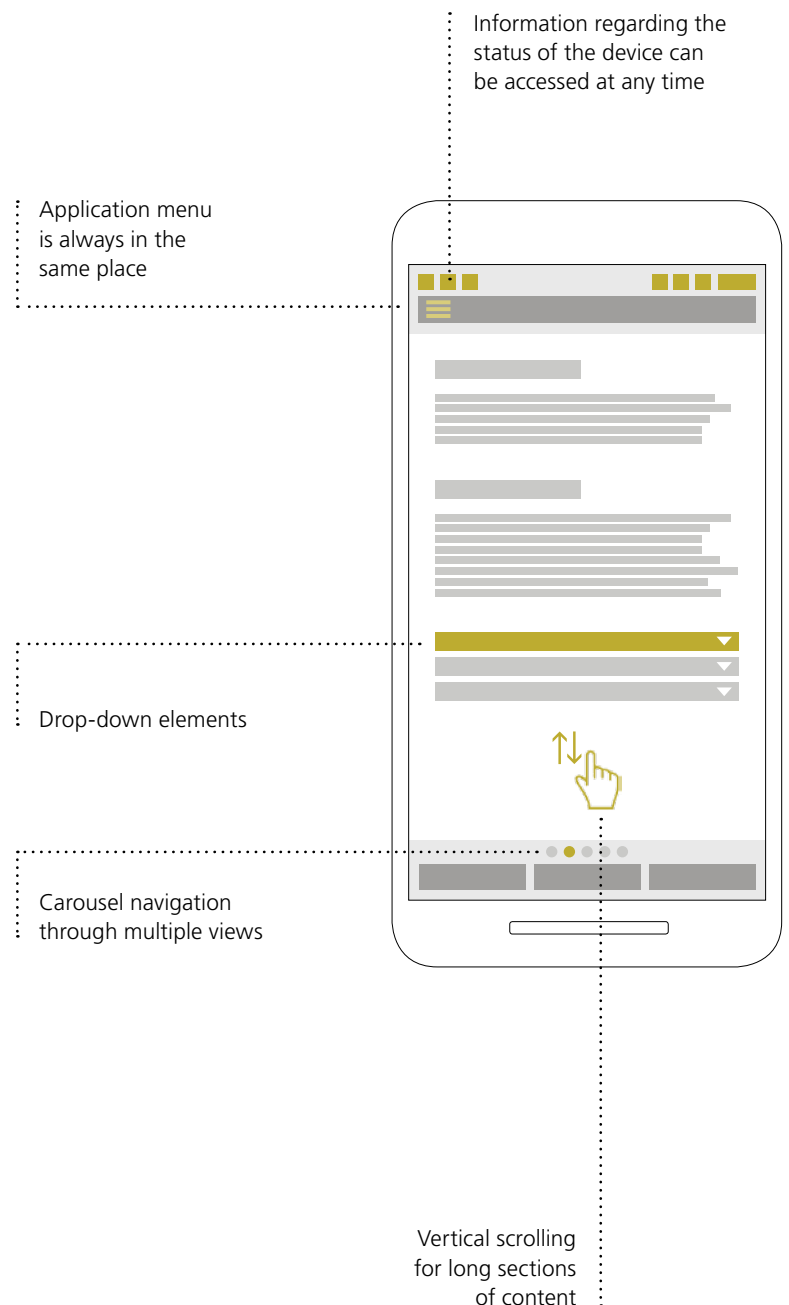 Information regarding the
status of the device can
be accessed at any time
Application menu
is always in the
same place
Drop-down elements
Carousel navigation
through multiple views
Vertical scrolling
for long sections
of content